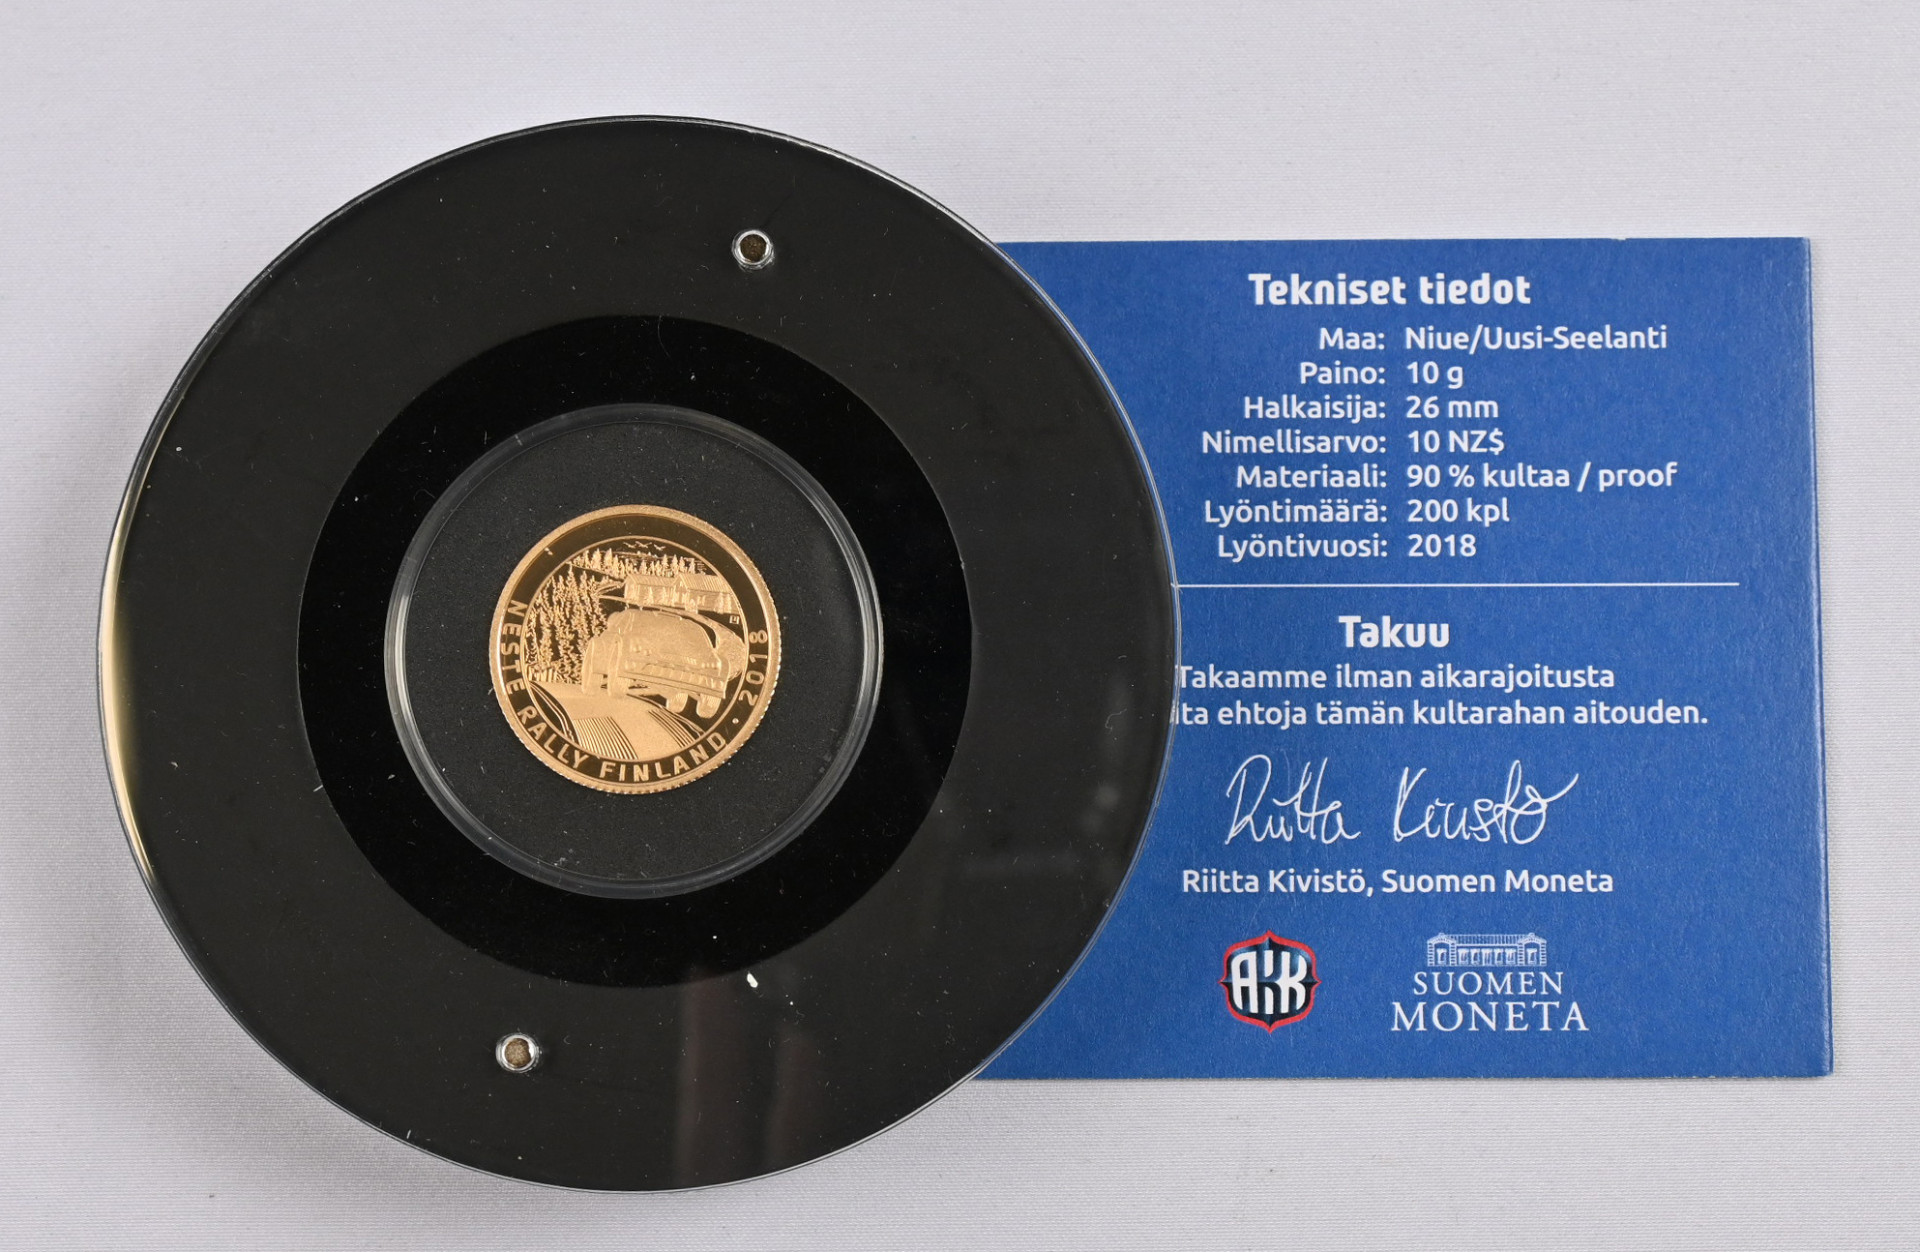 NESTE RALLY FINLAND · 2018
Tekniset tiedot
Maa: Niue/Uusi-Seelanti
Paino: 10 g
Halkaisija: 26 mm
Nimellisarvo: 10 NZ$
Materiaali: 90 % kultaa / proof
Lyöntimäärä: 200 kpl
Lyöntivuosi: 2018
Takuu
Takaamme ilman aikarajoitusta
ehtoja tämän kultarahan aitouden.
Riitta Kivistö
Riitta Kivistö, Suomen Moneta
AKK
SUOMEN
MONETA